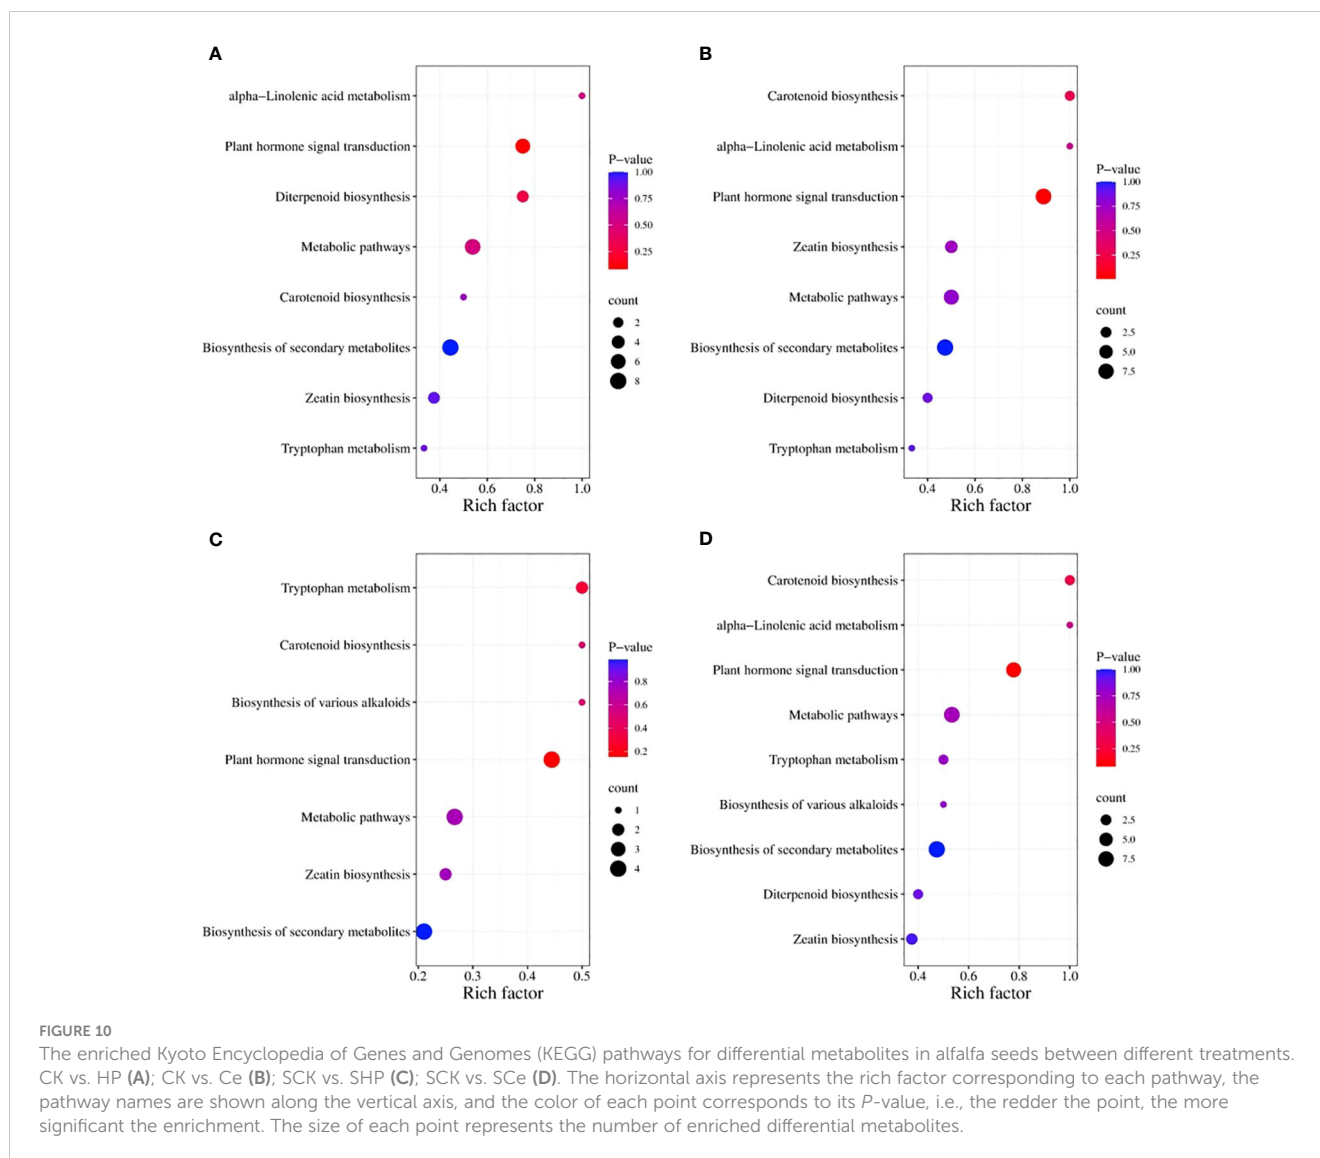 A
alpha−Linolenic acid metabolism
Plant hormone signal transduction
Diterpenoid biosynthesis
Metabolic pathways
Carotenoid biosynthesis
Biosynthesis of secondary metabolites
Zeatin biosynthesis
Tryptophan metabolism
0.4 0.6 0.8 1.0
Rich factor
P−value
1.00
0.75
0.50
0.25
count
2
4
6
8
B
Carotenoid biosynthesis
alpha−Linolenic acid metabolism
Plant hormone signal transduction
Zeatin biosynthesis
Metabolic pathways
Biosynthesis of secondary metabolites
Diterpenoid biosynthesis
Tryptophan metabolism
0.4 0.6 0.8 1.0
Rich factor
P−value
1.00
0.75
0.50
0.25
count
2.5
5.0
7.5
C
Tryptophan metabolism
Carotenoid biosynthesis
Biosynthesis of various alkaloids
Plant hormone signal transduction
Metabolic pathways
Zeatin biosynthesis
Biosynthesis of secondary metabolites
0.2 0.3 0.4 0.5
Rich factor
P−value
0.8
0.6
0.4
0.2
count
1
2
3
4
D
Carotenoid biosynthesis
alpha−Linolenic acid metabolism
Plant hormone signal transduction
Metabolic pathways
Tryptophan metabolism
Biosynthesis of various alkaloids
Biosynthesis of secondary metabolites
Diterpenoid biosynthesis
Zeatin biosynthesis
0.4 0.6 0.8 1.0
Rich factor
P−value
1.00
0.75
0.50
0.25
count
2.5
5.0
7.5
FIGURE 10
The enriched Kyoto Encyclopedia of Genes and Genomes (KEGG) pathways for differential metabolites in alfalfa seeds between different treatments.
CK vs. HP (A); CK vs. Ce (B); SCK vs. SHP (C); SCK vs. SCe (D). The horizontal axis represents the rich factor corresponding to each pathway, the
pathway names are shown along the vertical axis, and the color of each point corresponds to its P-value, i.e., the redder the point, the more
significant the enrichment. The size of each point represents the number of enriched differential metabolites.